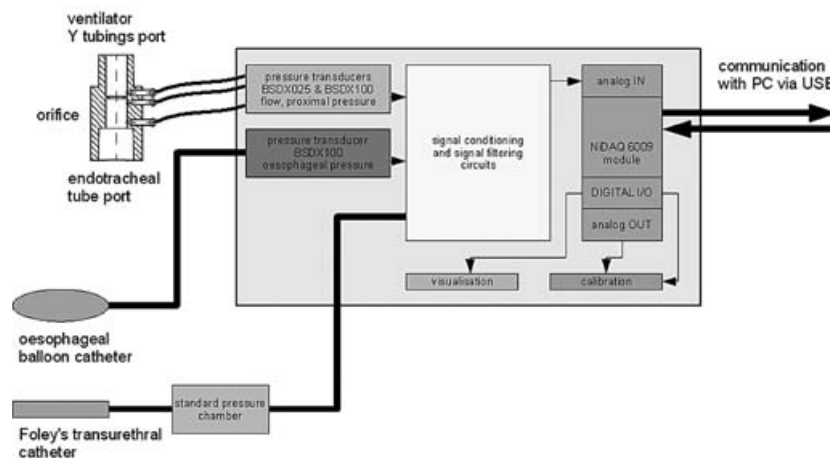 ventilator
Y tubings port
orifice
endotracheal
tube port
pressure transducers
BSDX025 & BSDX100
flow, proximal pressure
pressure transducer
BSDX100
oesophageal pressure
signal conditioning
and signal filtering
circuits
analog IN
NiDAQ 6009
module
DIGITAL I/O
analog OUT
visualisation
calibration
communication
with PC via USB
oesophageal
balloon catheter
standard pressure
chamber
Foley's transurethral
catheter